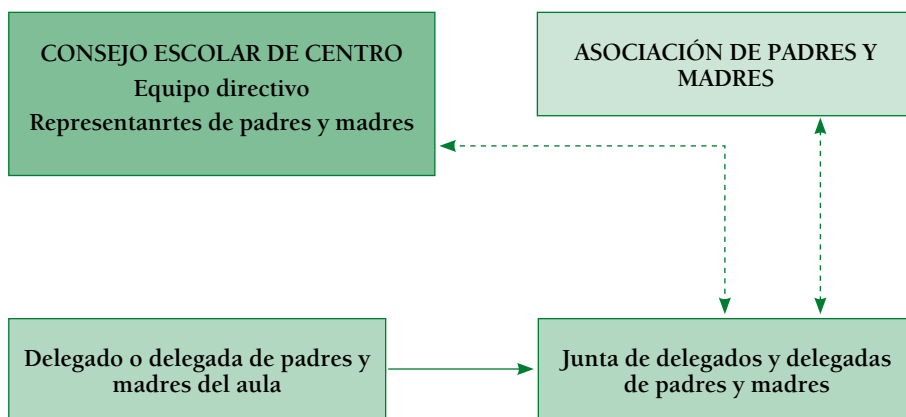 CONSEJO ESCOLAR DE CENTRO
Equipo directivo
Representanrtes de padres y madres
ASOCIACIÓN DE PADRES Y
MADRES
Delegado o delegada de padres y
madres del aula
Junta de delegados y delegadas
de padres y madres